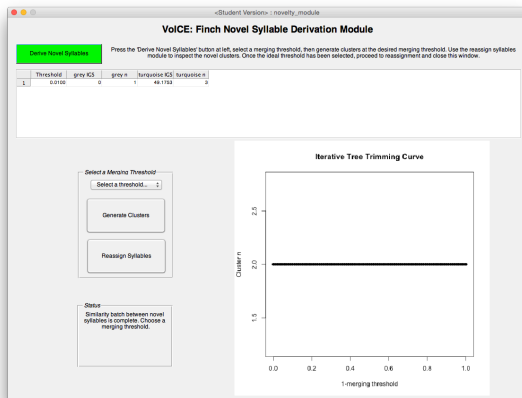 <Student Version> : novelty_module
VoICE: Finch Novel Syllable Derivation Module
Derive Novel Syllables
Press the 'Derive Novel Syllables' button at left, select a merging threshold, then generate clusters at the desired merging threshold. Use the reassign syllables
module to inspect the novel clusters. Once the ideal threshold has been selected, proceed to reassignment and close this window.
Threshold grey IGS grey n turquoise IGS turquoise n
1 0.0100 0 1 49.1753 3
Select a Merging Threshold
Select a threshold...
Generate Clusters
Reassign Syllables
Status
Similarity batch between novel
syllables is complete. Choose a
merging threshold.
Iterative Tree Trimming Curve
Cluster n
2.5
2.0
1.5
0.0 0.2 0.4 0.6 0.8 1.0
1-merging threshold